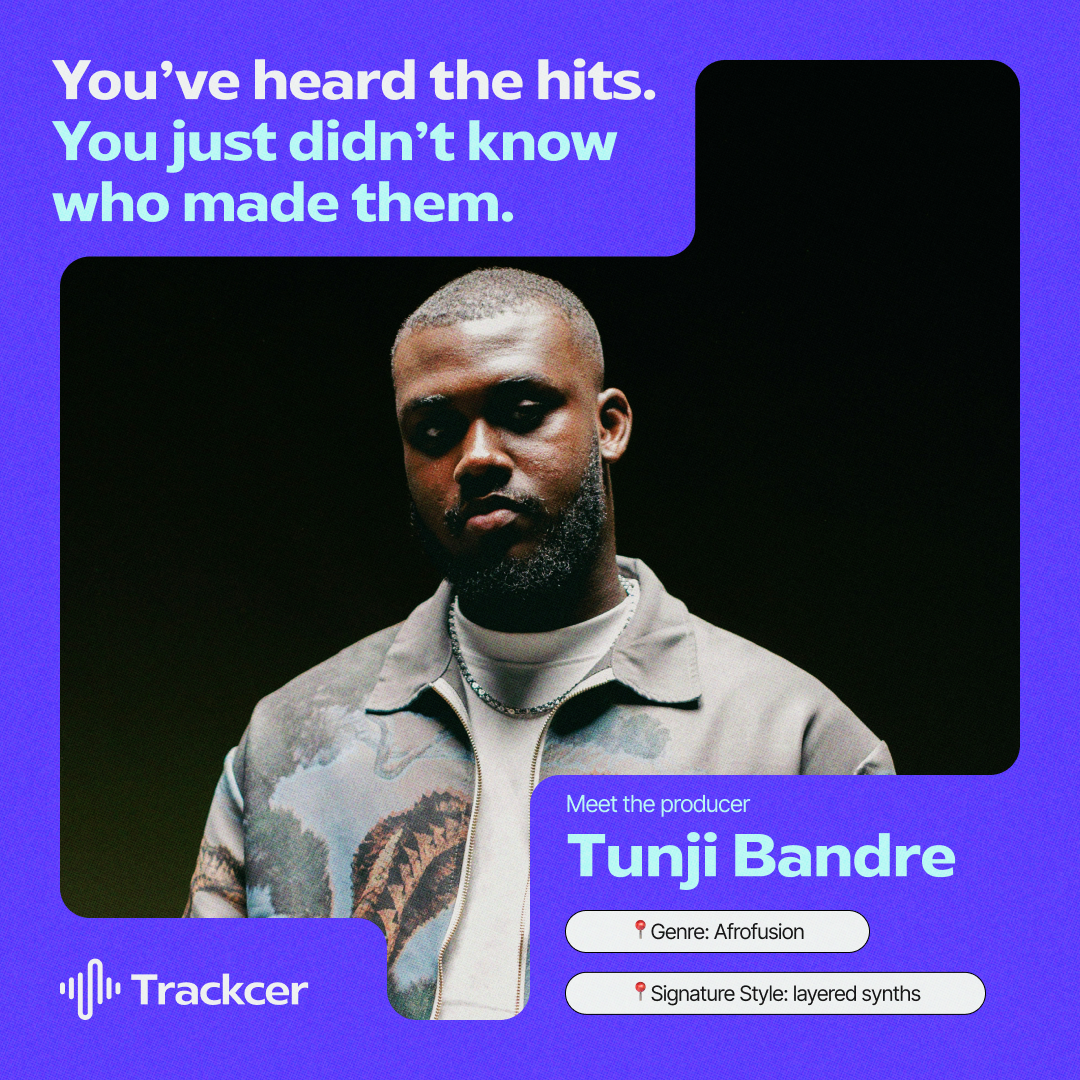 You’ve heard the hits.
You just didn’t know
who made them.
Meet the producer
Tunji Bandre
📍Genre: Afrofusion
📍Signature Style: layered synths
Trackcer